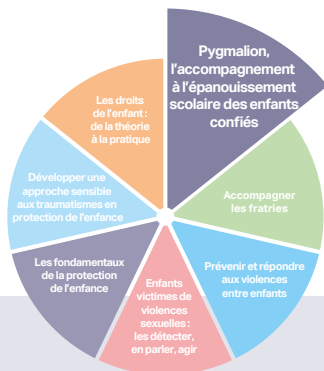 Pygmalion,
l'accompagnement
à l'épanouissement
scolaire des enfants
confiés
Accompagner
les fratries
Prévenir et répondre
aux violences
entre enfants
Enfants
victimes de
violences
sexuelles :
les détecter,
en parler, agir
Les fondamentaux
de la protection
de l'enfance
Développer une
approche sensible
aux traumatismes en
protection de l'enfance
Les droits
de l'enfant :
de la théorie
à la pratique